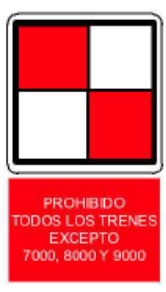 PROHIBIDO
TODOS LOS TRENES
EXCEPTO
7000, 8000 Y 9000